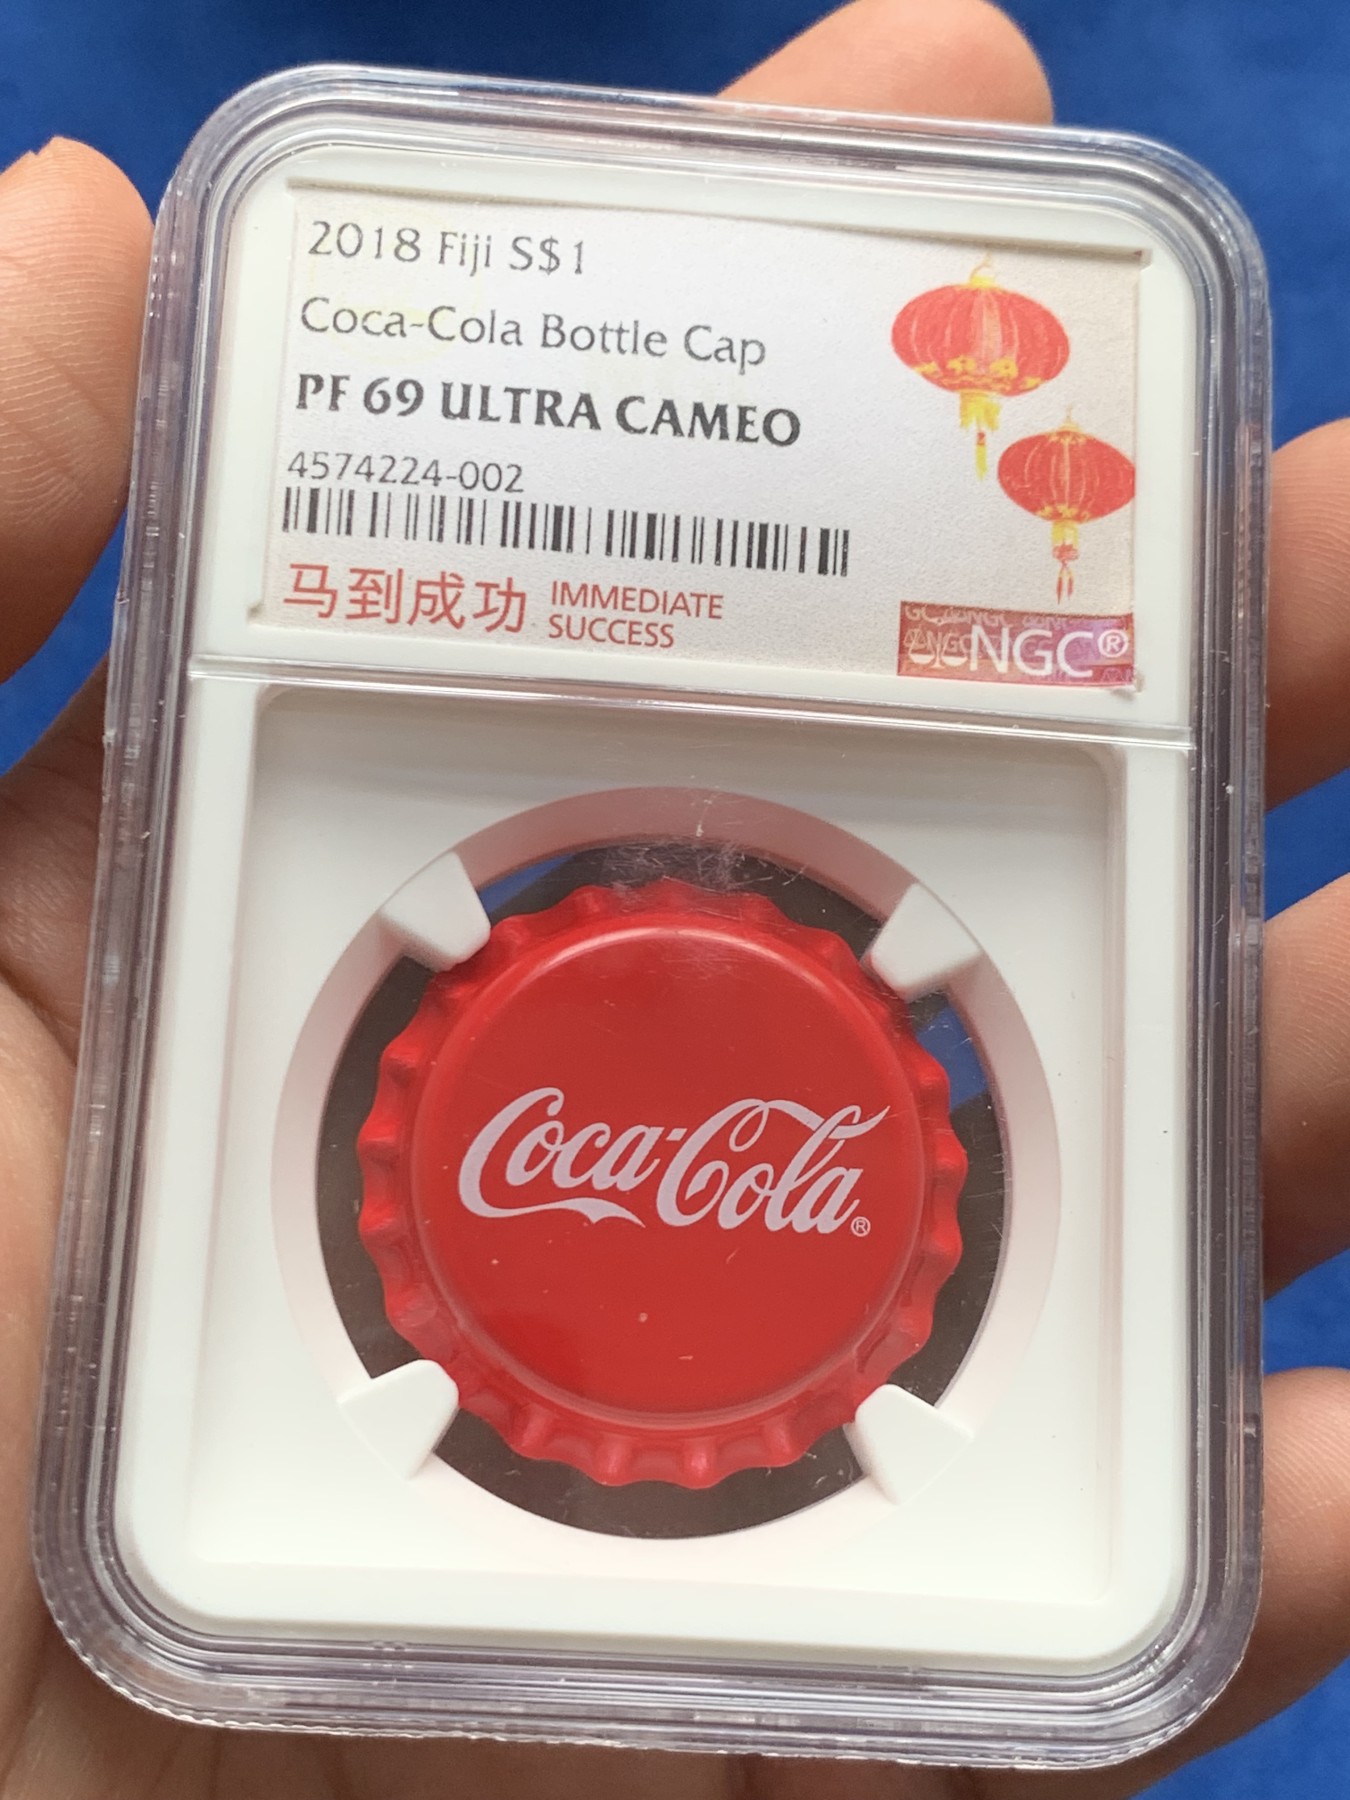 2018 Fiji S$1
Coca-Cola Bottle Cap
PF 69 ULTRA CAMEO
4574224-002
马到成功 IMMEDIATE
SUCCESS
NGC®
Coca-Cola®